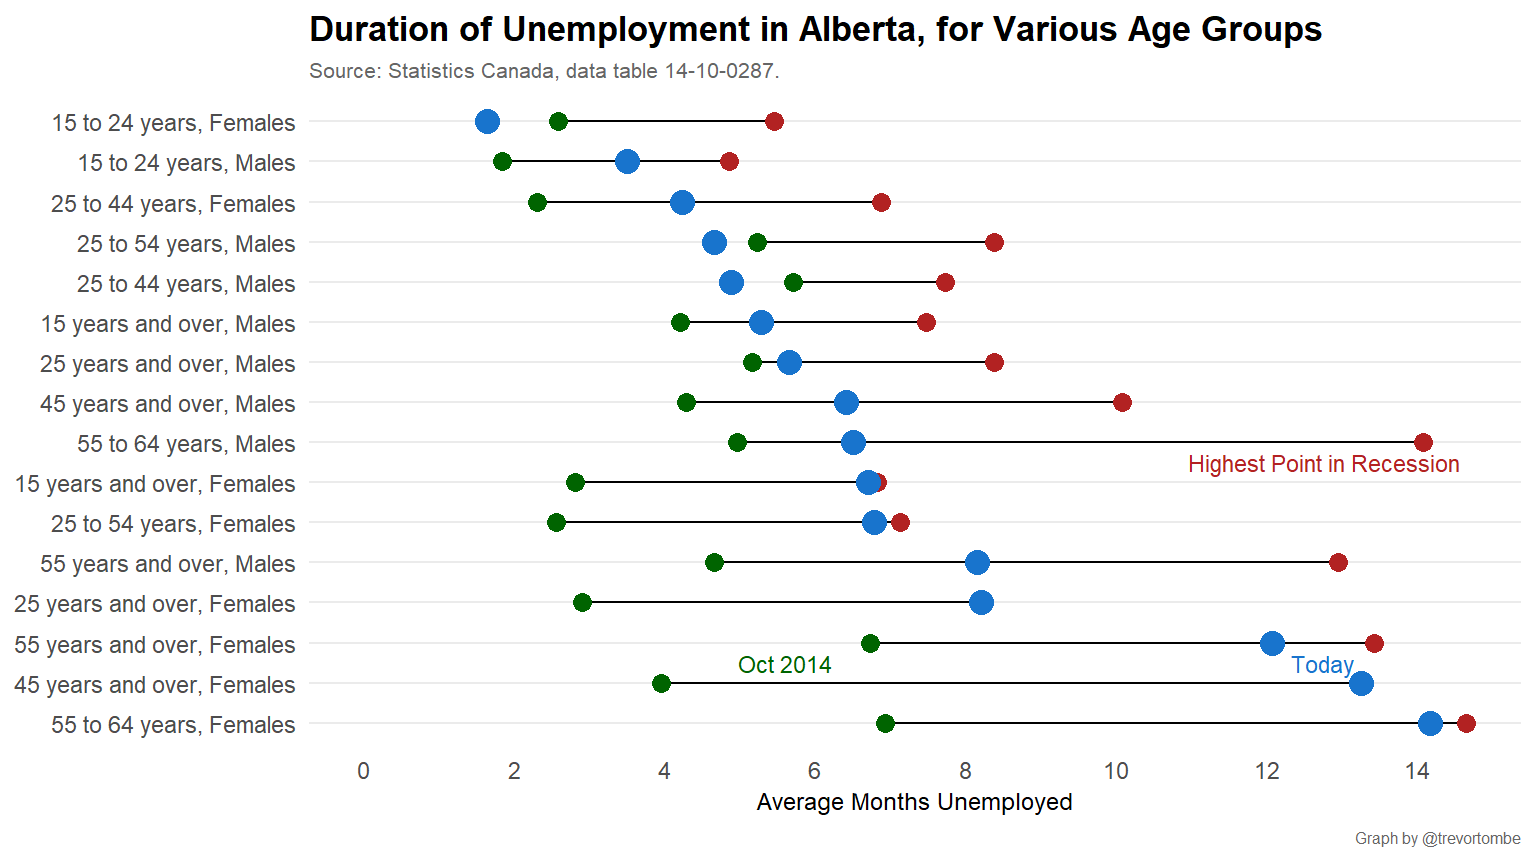 Duration of Unemployment in Alberta, for Various Age Groups
Source: Statistics Canada, data table 14-10-0287.
15 to 24 years, Females
15 to 24 years, Males
25 to 44 years, Females
25 to 54 years, Males
25 to 44 years, Males
15 years and over, Males
25 years and over, Males
45 years and over, Males
55 to 64 years, Males
Highest Point in Recession
15 years and over, Females
25 to 54 years, Females
55 years and over, Males
25 years and over, Females
55 years and over, Females
Oct 2014 Today
45 years and over, Females
55 to 64 years, Females
0 2 4 6 8 10 12 14
Average Months Unemployed
Graph by @trevortombe